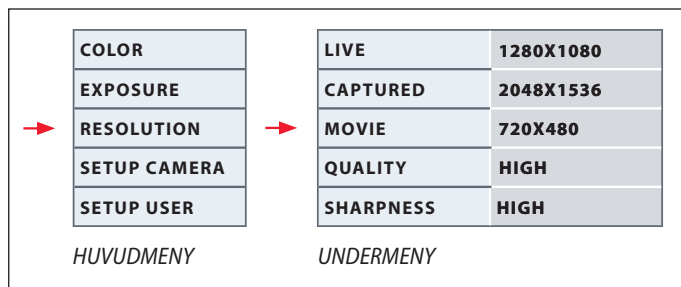 COLOR
EXPOSURE
RESOLUTION
SETUP CAMERA
SETUP USER
HUVUDMENY
LIVE 1280X1080
CAPTURED 2048X1536
MOVIE 720X480
QUALITY HIGH
SHARPNESS HIGH
UNDERMENY